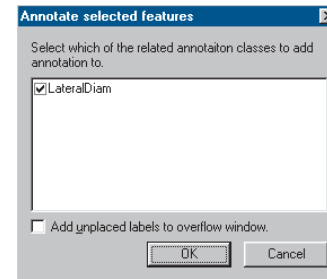 Annotate selected features
Select which of the related annotaiton classes to add
annotation to.
LateralDiam
Add unplaced labels to overflow window.
OK Cancel